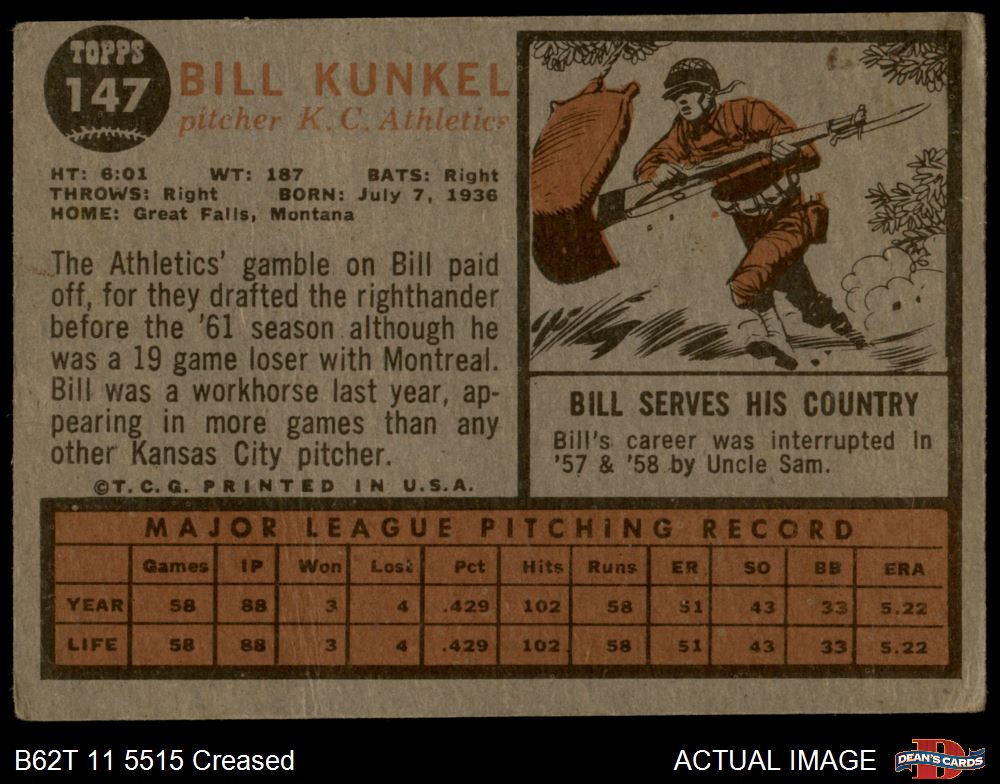 TOPPS
147
BILL KUNKEL
pitcher K. C. Athletics
HT: 6:01 WT: 187 BATS: Right
THROWS: Right BORN: July 7, 1936
HOME: Great Falls, Montana
The Athletics' gamble on Bill paid
off, for they drafted the righthander
before the '61 season although he
was a 19 game loser with Montreal.
Bill was a workhorse last year, ap-
pearing in more games than any
other Kansas City pitcher.
©T. C. G. PRINTED IN U.S.A.
BILL SERVES HIS COUNTRY
Bill's career was interrupted in
'57 & '58 by Uncle Sam.
MAJOR LEAGUE PITCHING RECORD
Games IP Won Lost Pct Hits Runs ER SO BB ERA
YEAR 58 88 3 4 .429 102 58 51 43 33 5.22
LIFE 58 88 3 4 .429 102 58 51 43 33 5.22
B62T 11 5515 Creased
ACTUAL IMAGE
DEAN'S CARDS